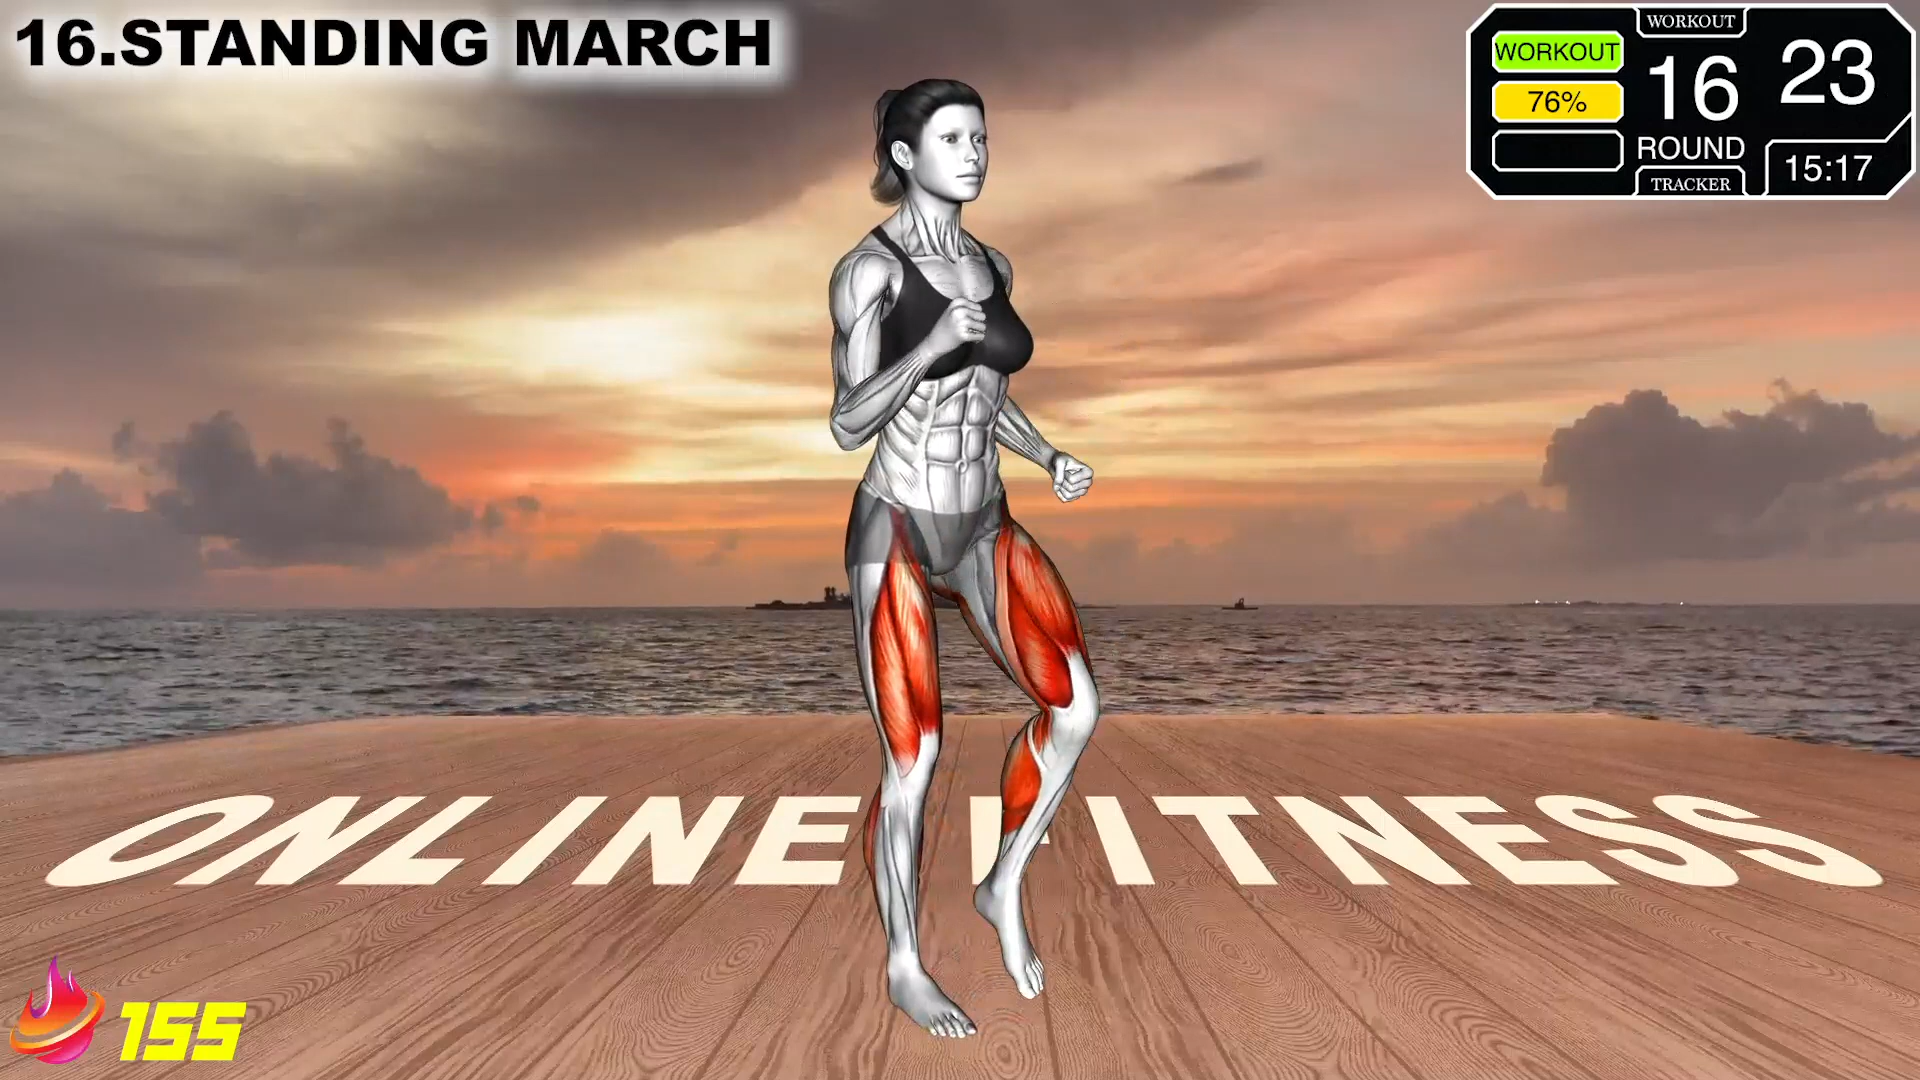 16.STANDING MARCH
WORKOUT
WORKOUT
76%
16
ROUND
TRACKER
23
15:17
ONLINE FITNESS
155